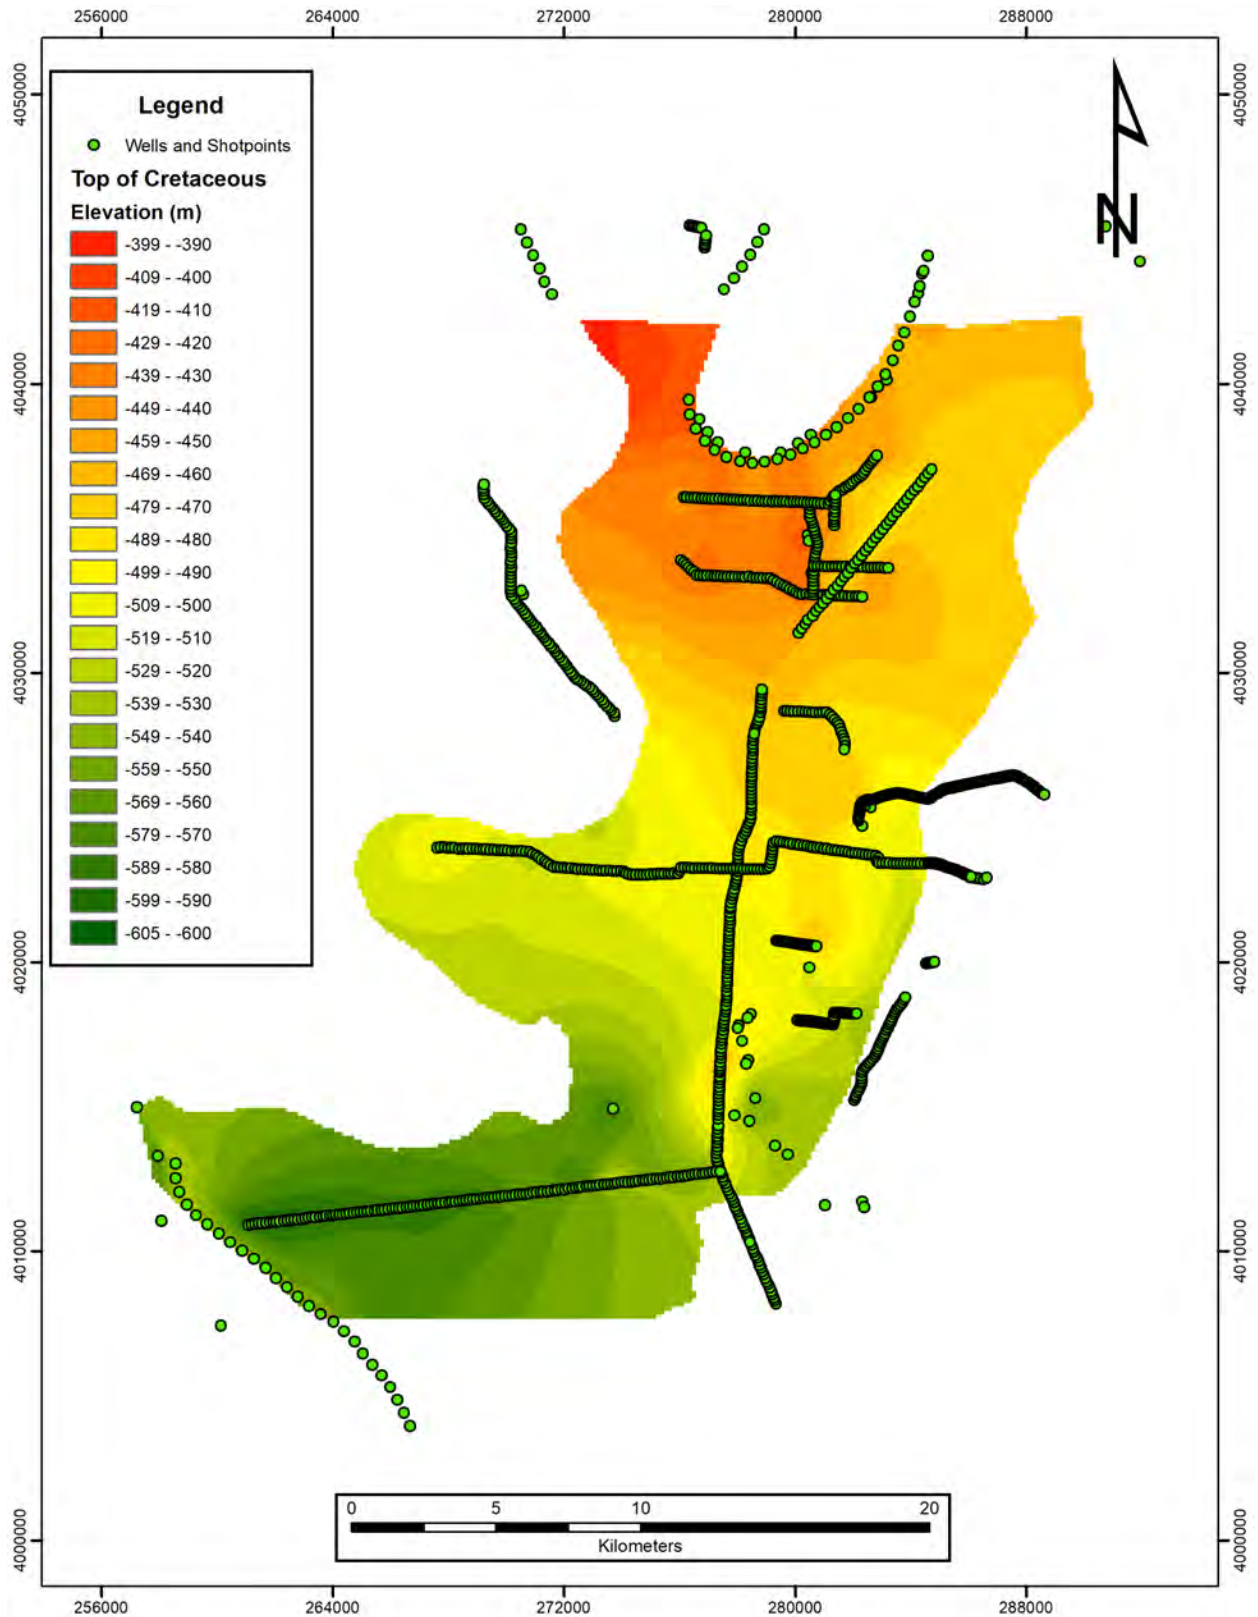 256000 264000 272000 280000 288000
4050000 4050000
Legend
Wells and Shotpoints
Top of Cretaceous
Elevation (m)
-399 - -390
-409 - -400
-419 - -410
-429 - -420
-439 - -430
-449 - -440
-459 - -450
-469 - -460
-479 - -470
-489 - -480
-499 - -490
-509 - -500
-519 - -510
-529 - -520
-539 - -530
-549 - -540
-559 - -550
-569 - -560
-579 - -570
-589 - -580
-599 - -590
-605 - -600
N
4040000 4040000
4030000 4030000
4020000 4020000
4010000 4010000
0 5 10 20
Kilometers
4000000 4000000
256000 264000 272000 280000 288000